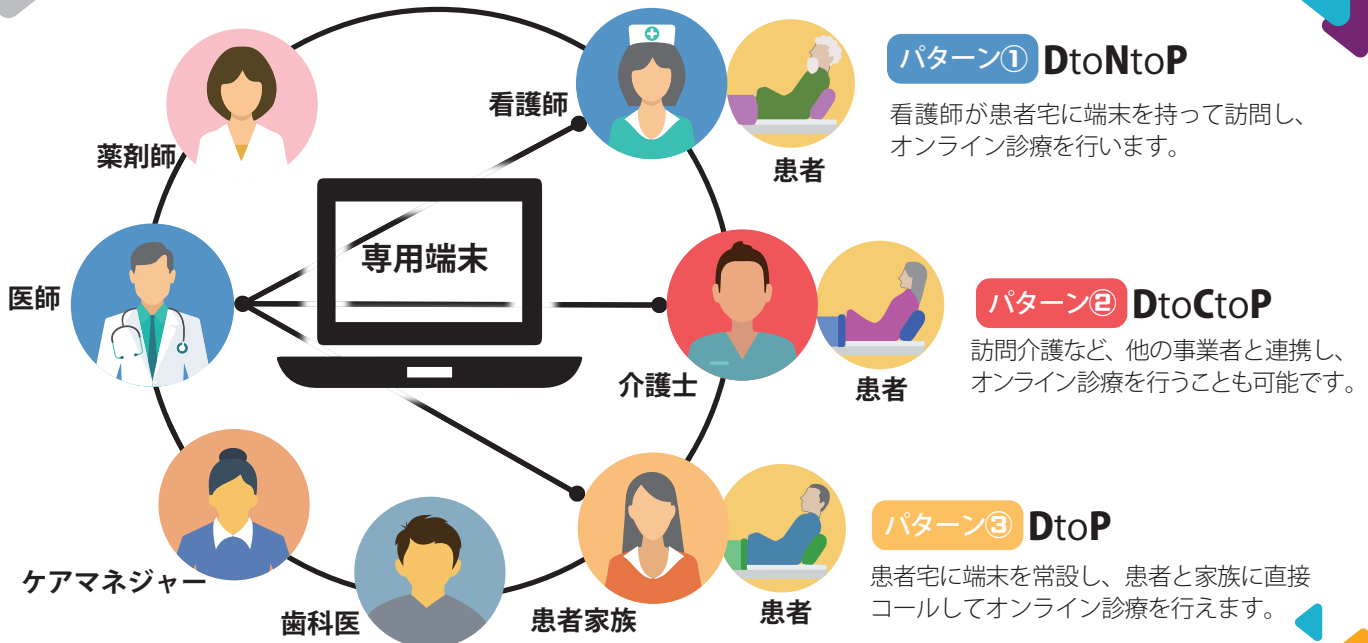 薬剤師
看護師
患者
パターン① DtoNtoP
看護師が患者宅に端末を持って訪問し、
オンライン診療を行います。
医師
専用端末
介護士
患者
パターン② DtoCtoP
訪問介護など、他の事業者と連携し、
オンライン診療を行うことも可能です。
ケアマネジャー
歯科医
患者家族
患者
パターン③ DtoP
患者宅に端末を常設し、患者と家族に直接
コールしてオンライン診療を行えます。